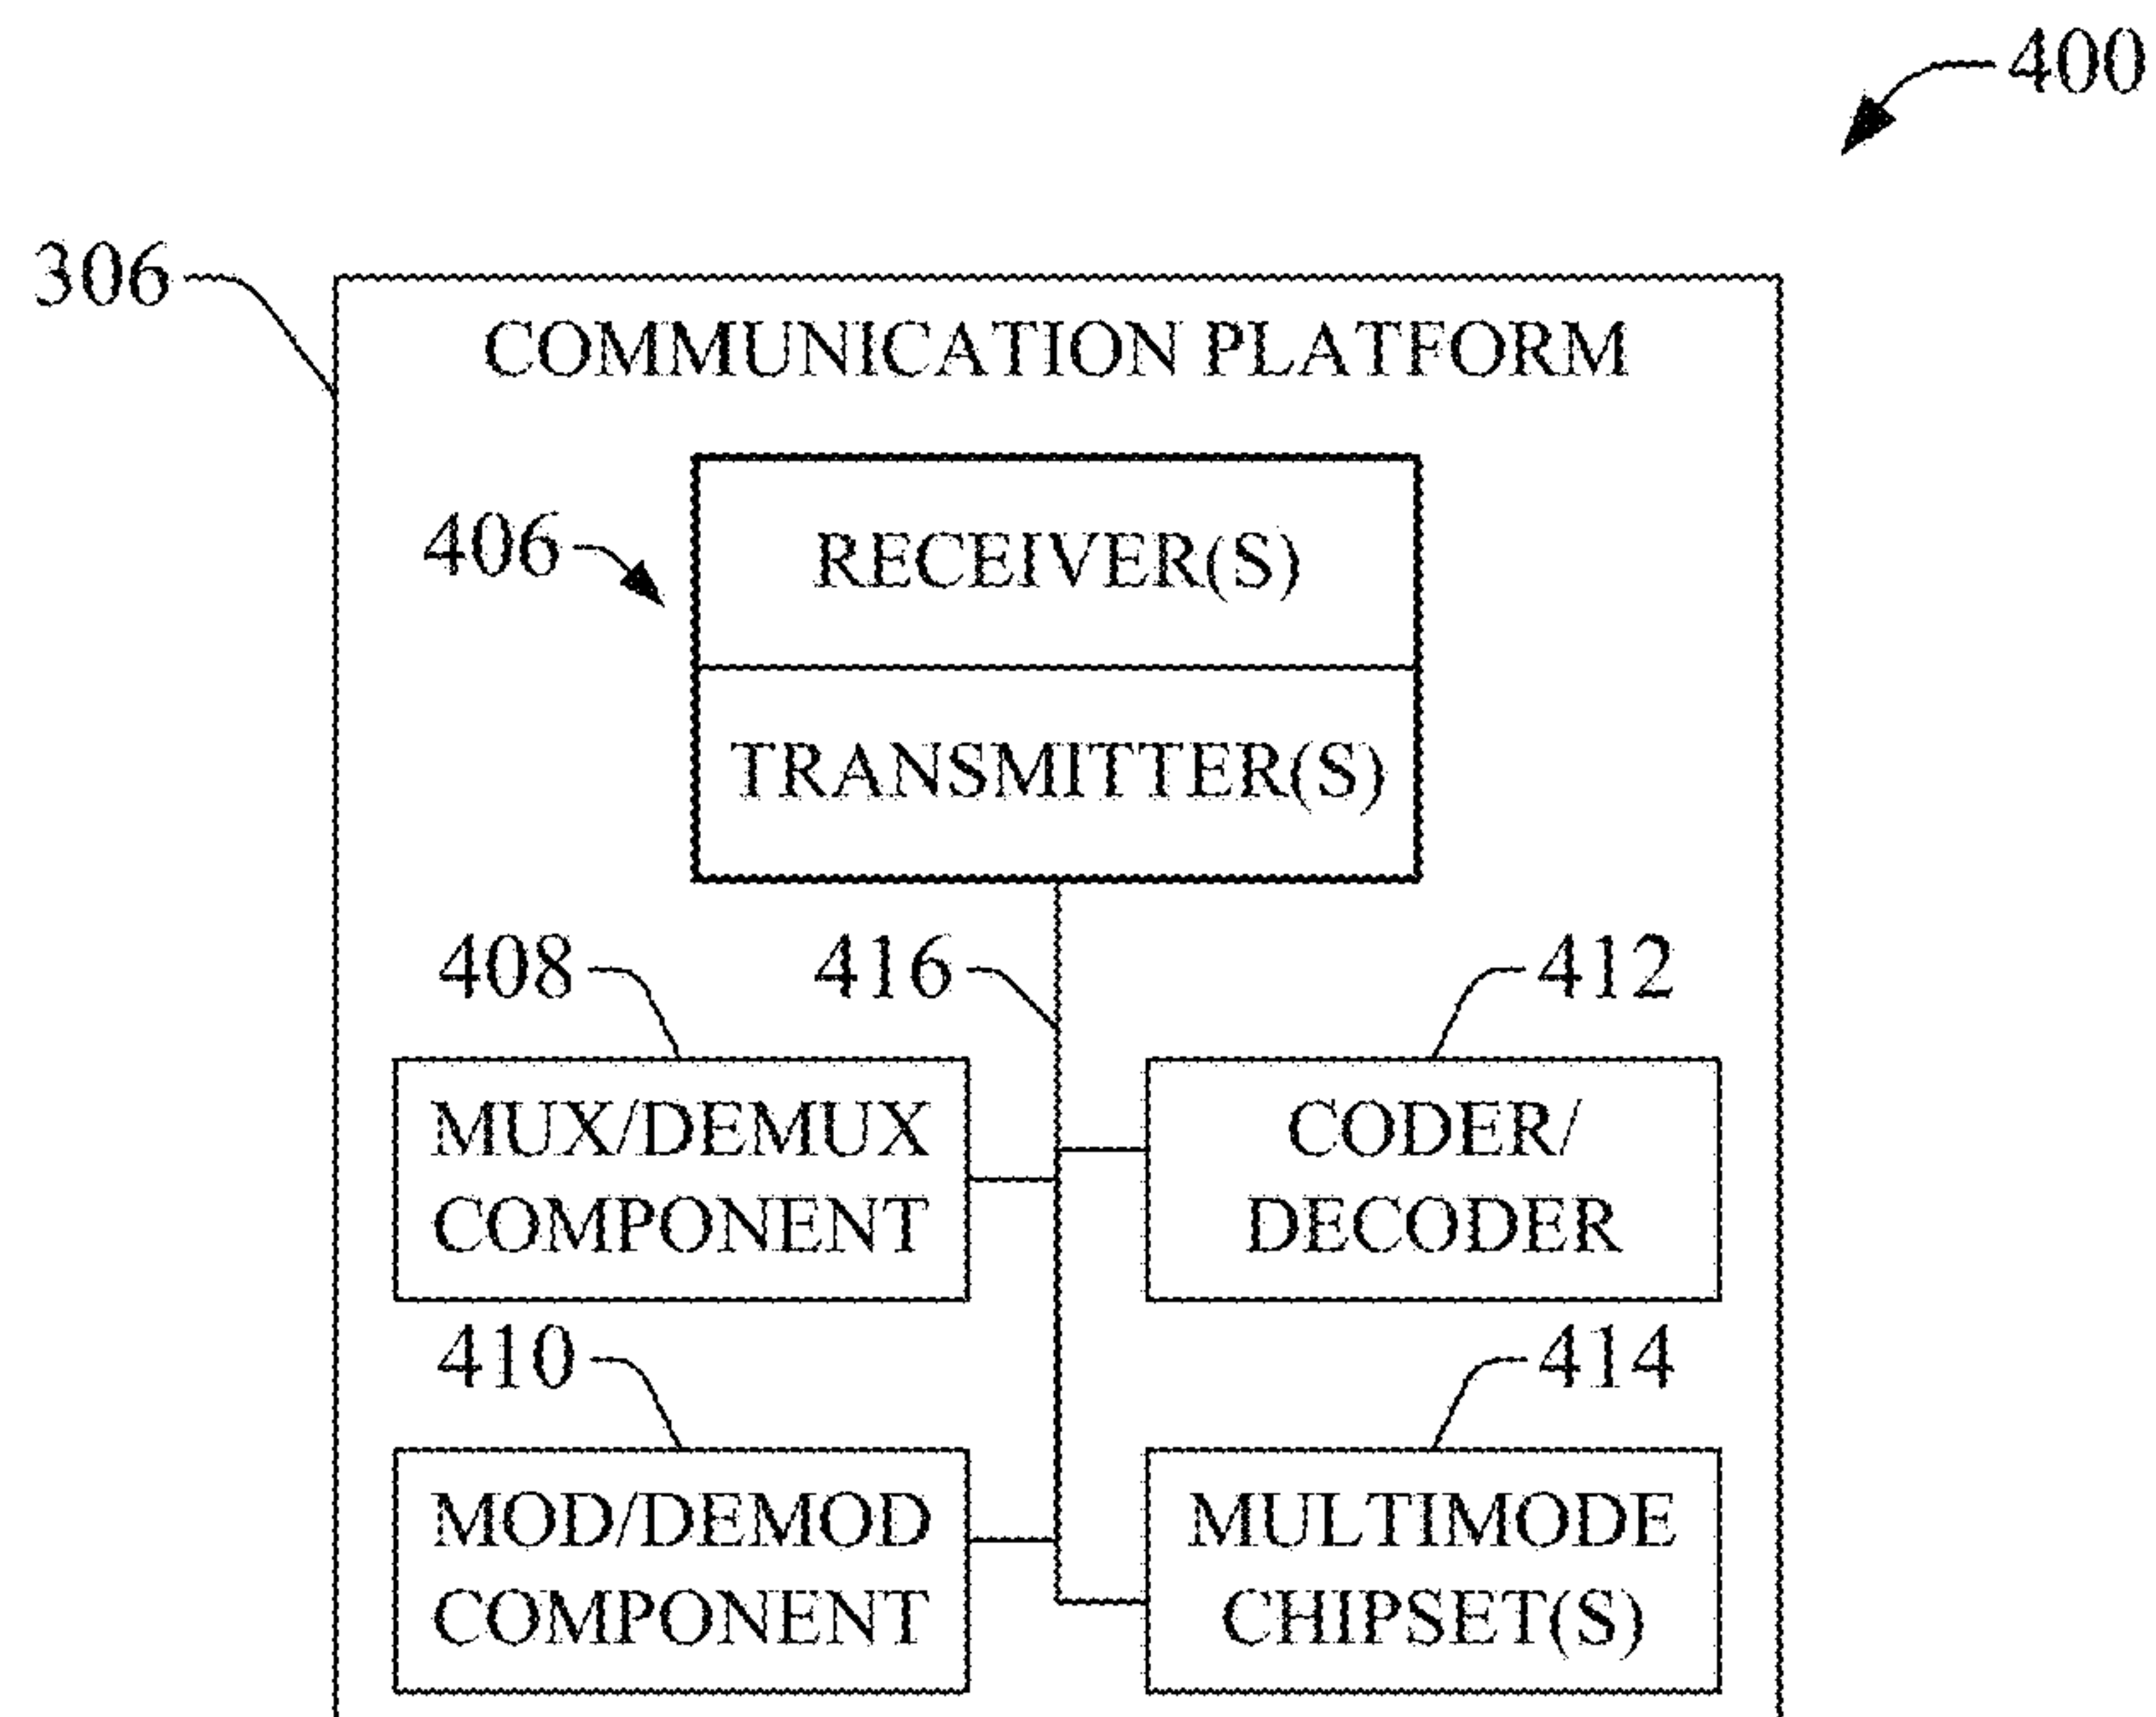 400
306
COMMUNICATION PLATFORM
406
RECEIVER(S)
TRANSMITTER(S)
408
416
412
MUX/DEMUX
COMPONENT
CODER/
DECODER
410
414
MOD/DEMOD
COMPONENT
MULTIMODE
CHIPSET(S)